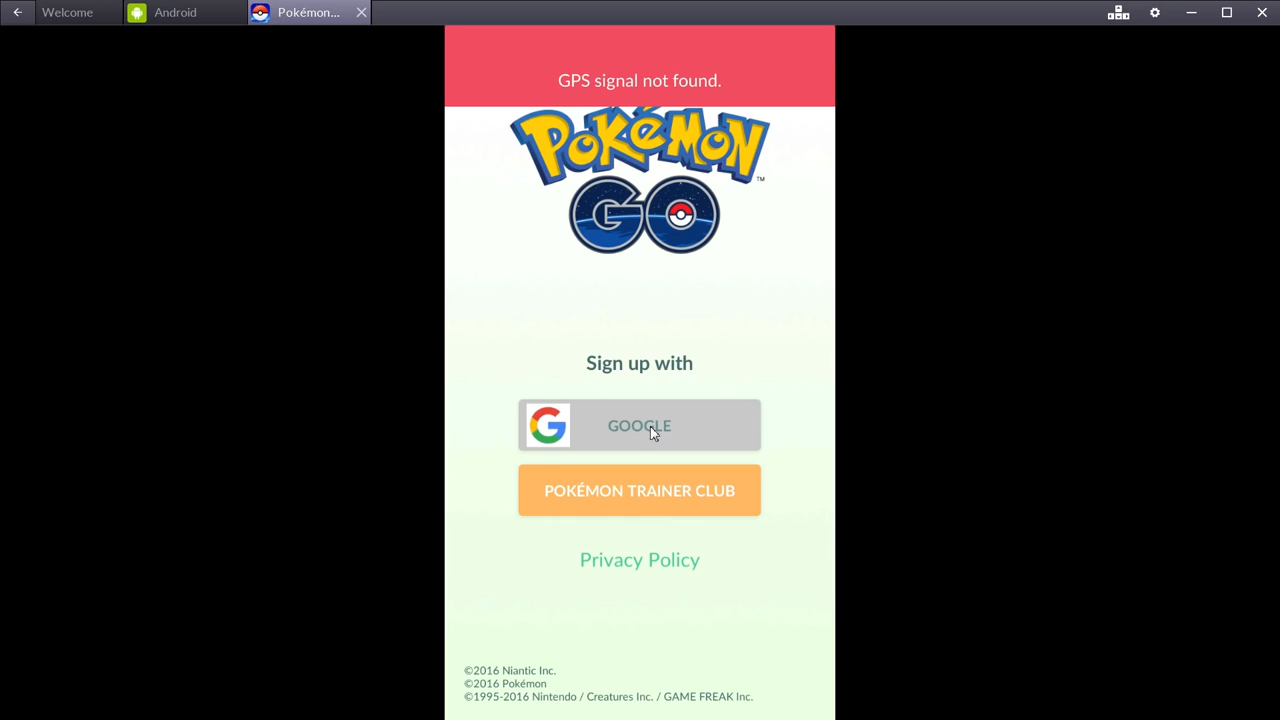 Welcome
Android
Pokémon...
GPS signal not found.
POKéMON
TM
GO
Sign up with
G GOOGLE
POKÉMON TRAINER CLUB
Privacy Policy
©2016 Niantic Inc.
©2016 Pokémon
©1995-2016 Nintendo / Creatures Inc. / GAME FREAK Inc.